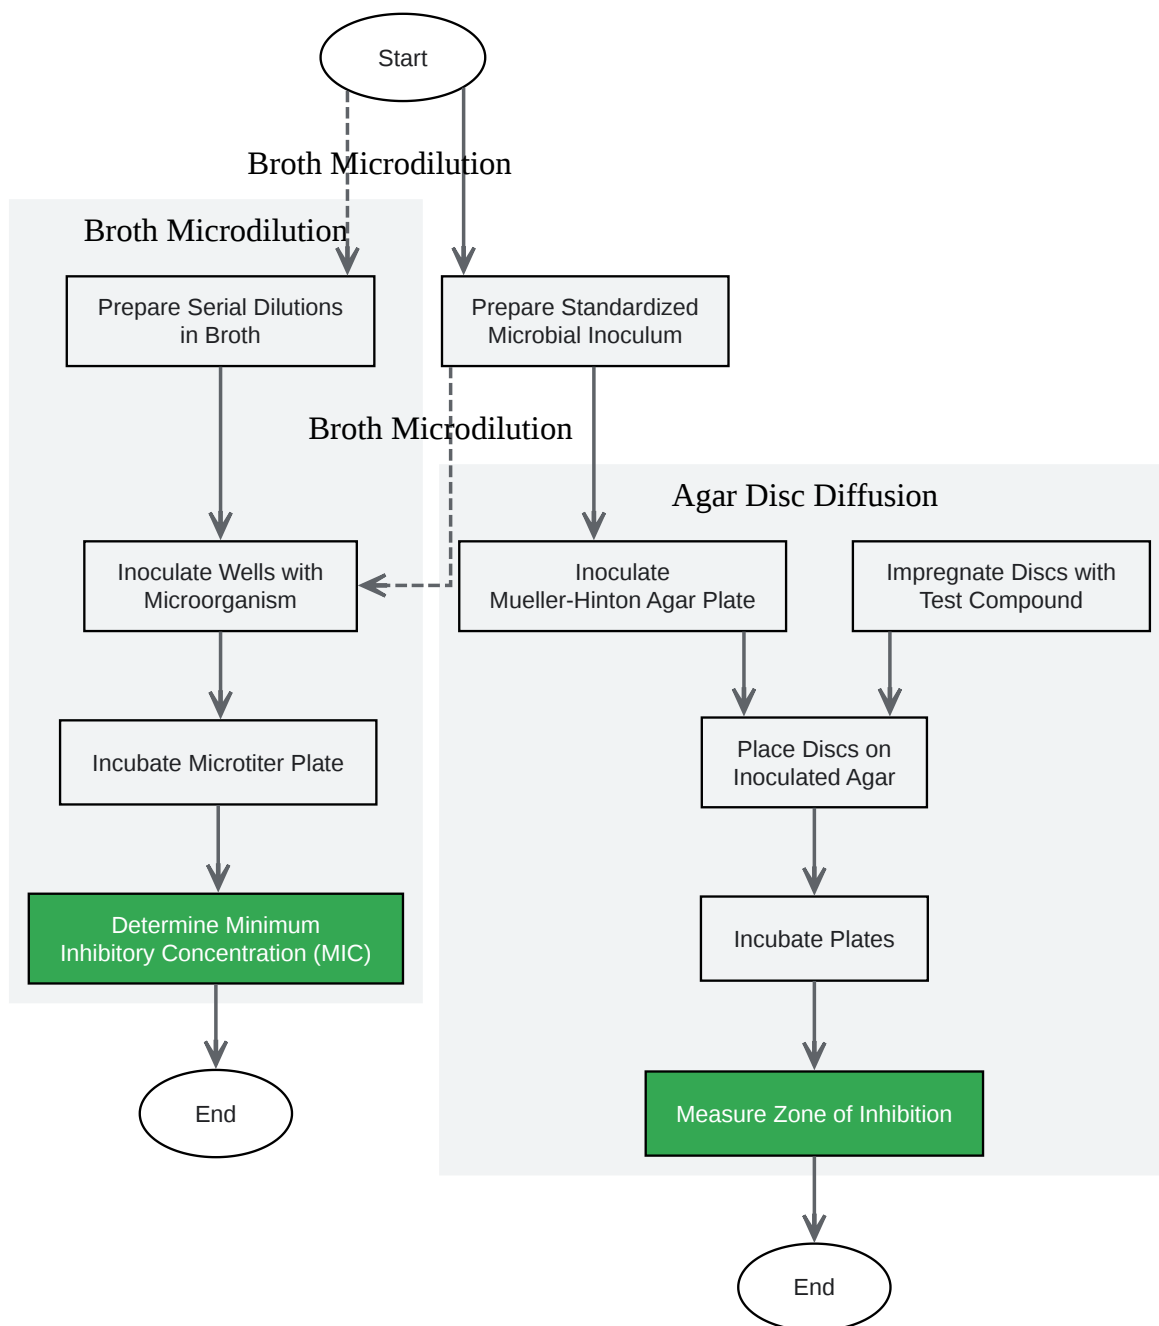 Start
Broth Microdilution
Broth Microdilution
Prepare Serial Dilutions
in Broth
Prepare Standardized
Microbial Inoculum
Broth Microdilution
Agar Disc Diffusion
Inoculate Wells with
Microorganism
Inoculate
Mueller-Hinton Agar Plate
Impregnate Discs with
Test Compound
Incubate Microtiter Plate
Place Discs on
Inoculated Agar
Determine Minimum
Inhibitory Concentration (MIC)
Incubate Plates
End
Measure Zone of Inhibition
End